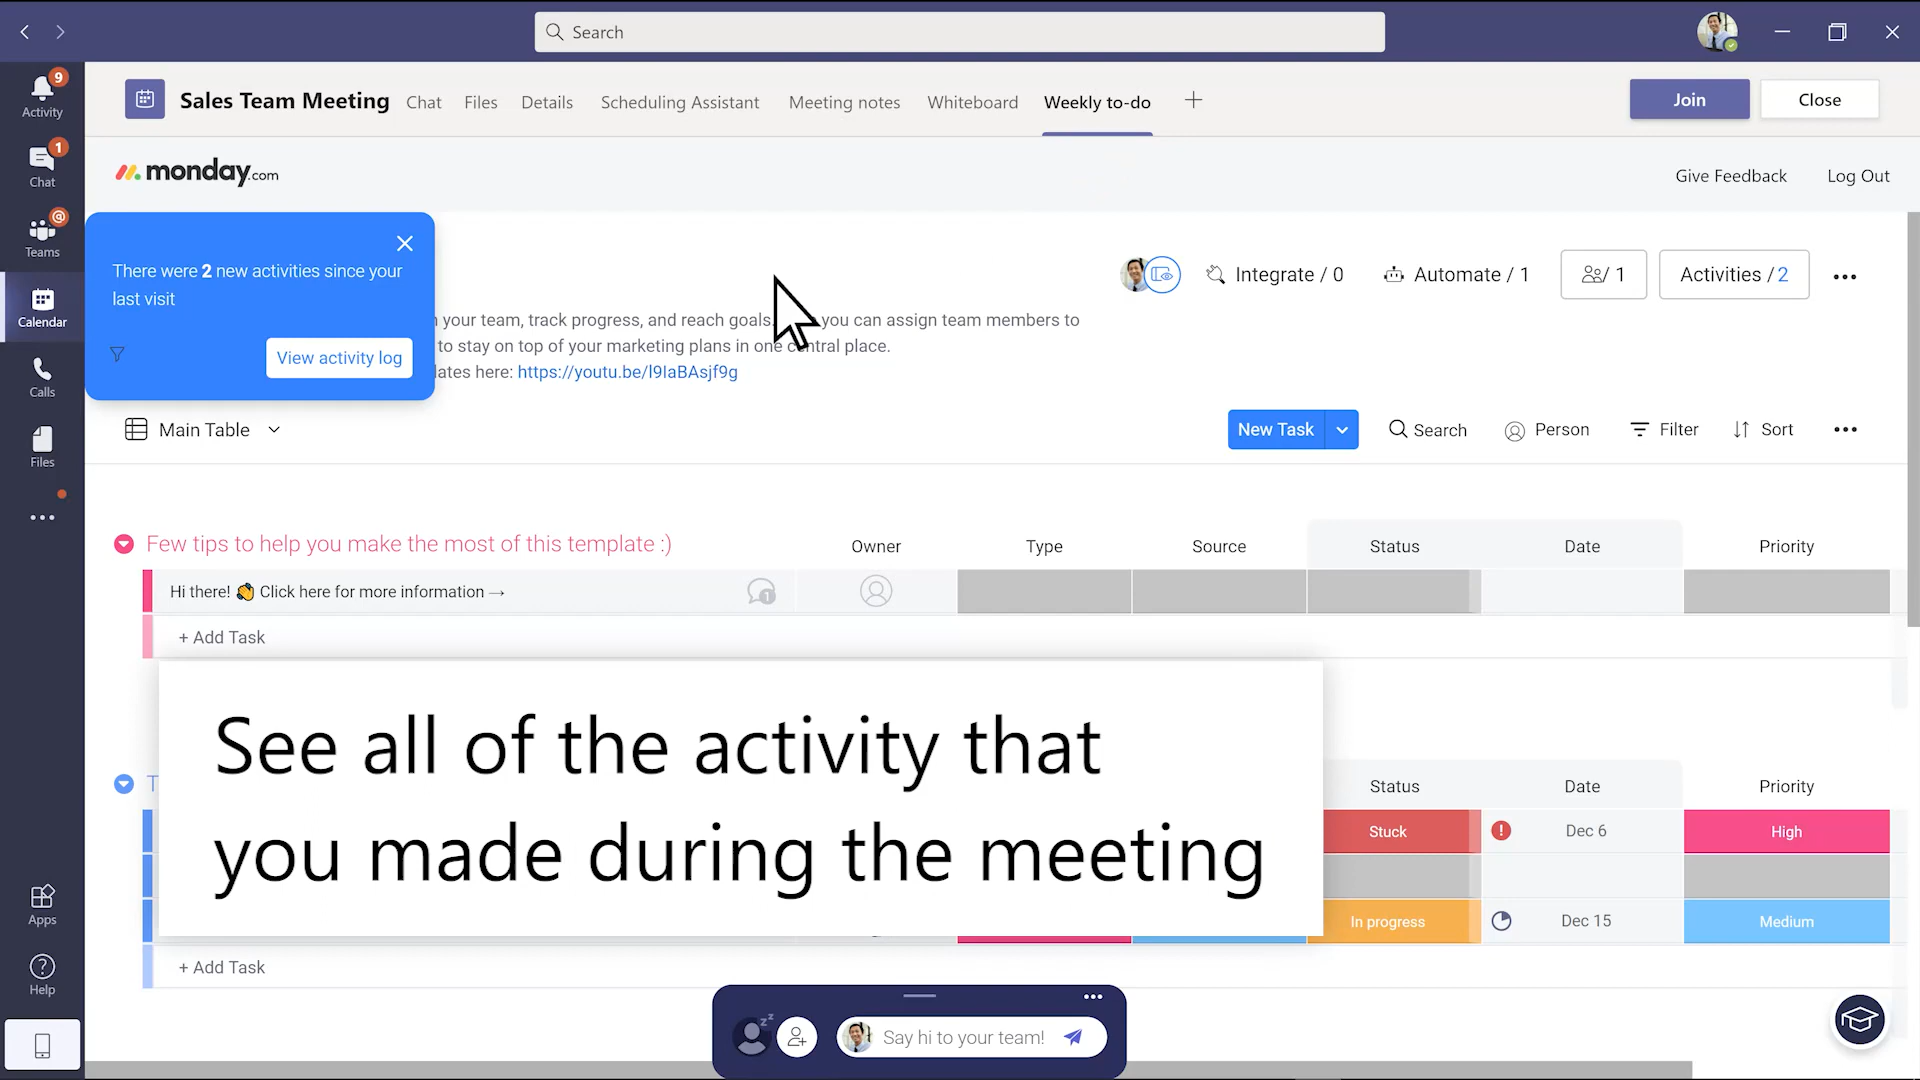 Search
9
Activity
1
Chat
@
Teams
Calendar
Calls
Files
Apps
Help
Sales Team Meeting
Chat
Files
Details
Scheduling Assistant
Meeting notes
Whiteboard
Weekly to-do
Join
Close
monday.com
Give Feedback
Log Out
There were 2 new activities since your
last visit
View activity log
Integrate / 0
Automate / 1
/ 1
Activities / 2
your team, track progress, and reach goals. you can assign team members to
to stay on top of your marketing plans in one central place.
lates here: https://youtu.be/l9IaBAsjf9g
Main Table
New Task
Search
Person
Filter
Sort
Few tips to help you make the most of this template :)
Owner
Type
Source
Status
Date
Priority
Hi there! 👏 Click here for more information →
1
+ Add Task
See all of the activity that
you made during the meeting
T
Status
Date
Priority
Stuck
!
Dec 6
High
In progress
Dec 15
Medium
+ Add Task
zz
Say hi to your team!